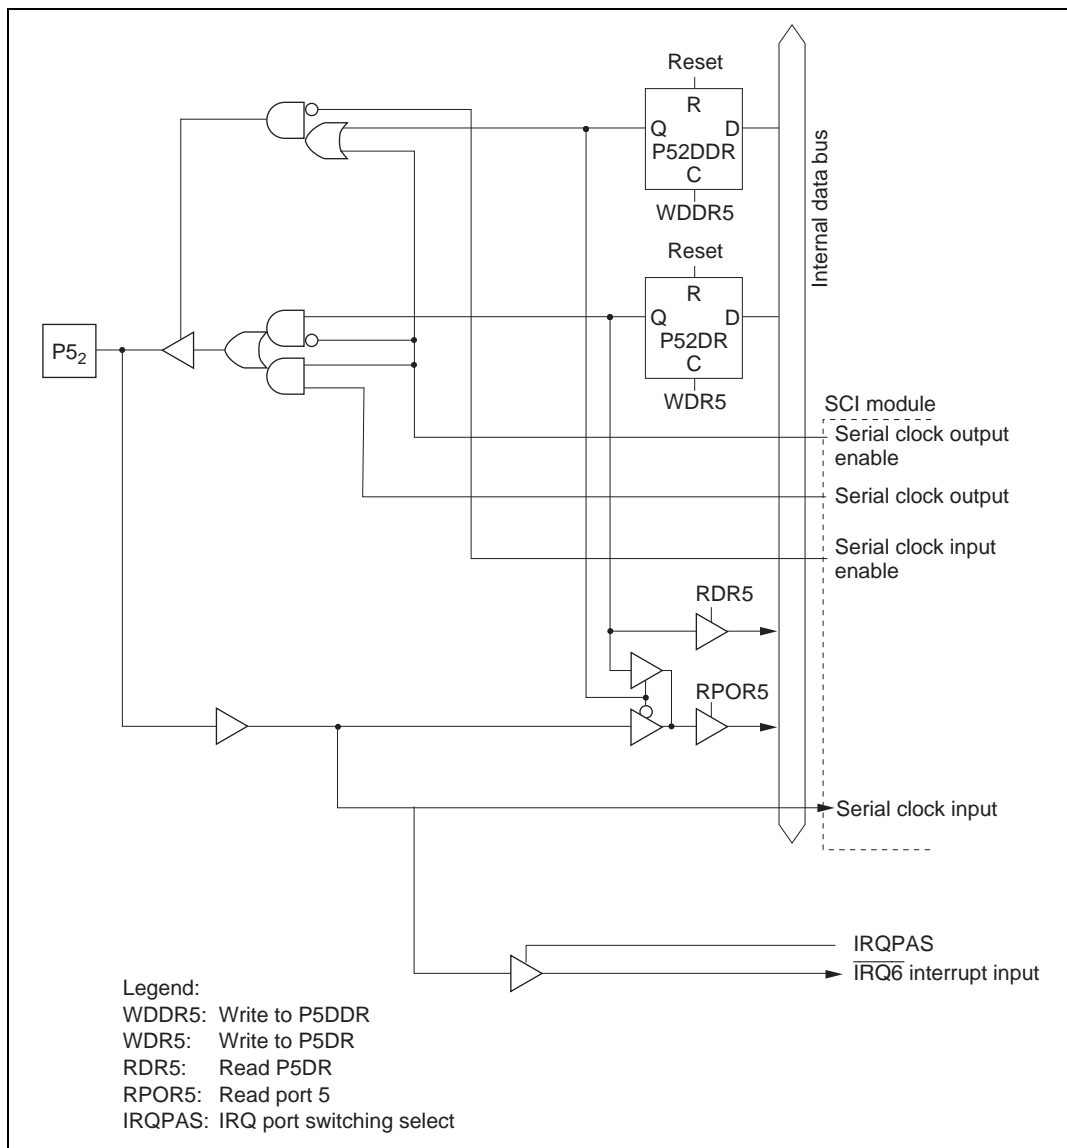 Reset
R
Q D
P52DDR
C
WDDR5
Internal data bus
Reset
R
Q D
P52DR
C
WDR5
P5₂
SCI module
Serial clock output
enable
Serial clock output
Serial clock input
enable
RDR5
RPOR5
Serial clock input
IRQPAS
I̅R̅Q̅6̅ interrupt input
Legend:
WDDR5: Write to P5DDR
WDR5: Write to P5DR
RDR5: Read P5DR
RPOR5: Read port 5
IRQPAS: IRQ port switching select